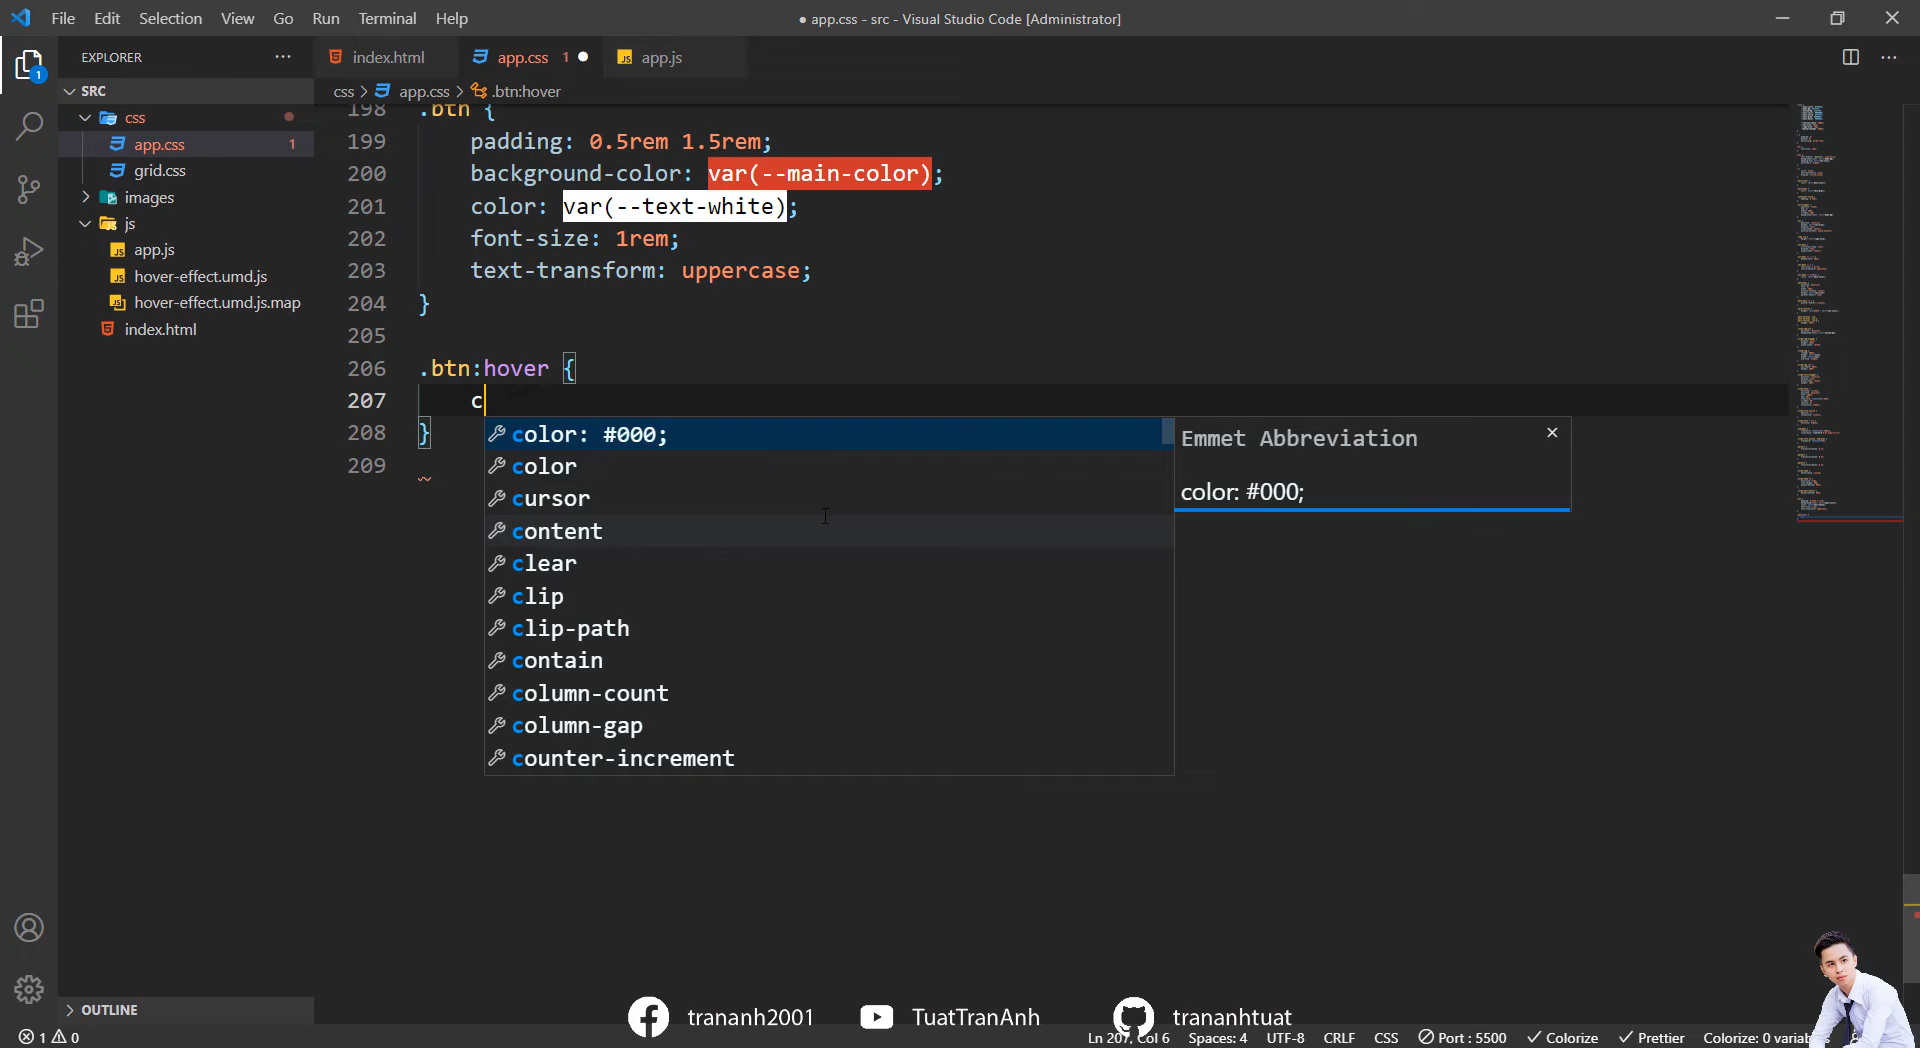 File Edit Selection View Go Run Terminal Help
● app.css - src - Visual Studio Code [Administrator]
EXPLORER
index.html
app.css 1
app.js
SRC
css > app.css > .btn:hover
css
app.css 1
grid.css
images
js
app.js
hover-effect.umd.js
hover-effect.umd.js.map
index.html
198 .btn {
199 padding: 0.5rem 1.5rem;
200 background-color: var(--main-color);
201 color: var(--text-white);
202 font-size: 1rem;
203 text-transform: uppercase;
204 }
205
206 .btn:hover {
207 c
208 }
209
color: #000;
color
cursor
content
clear
clip
clip-path
contain
column-count
column-gap
counter-increment
Emmet Abbreviation
color: #000;
1
OUTLINE
trananh2001
TuatTranAnh
trananhtuat
1 0
Ln 207, Col 6 Spaces: 4 UTF-8 CRLF CSS Port : 5500 Colorize Prettier Colorize: 0